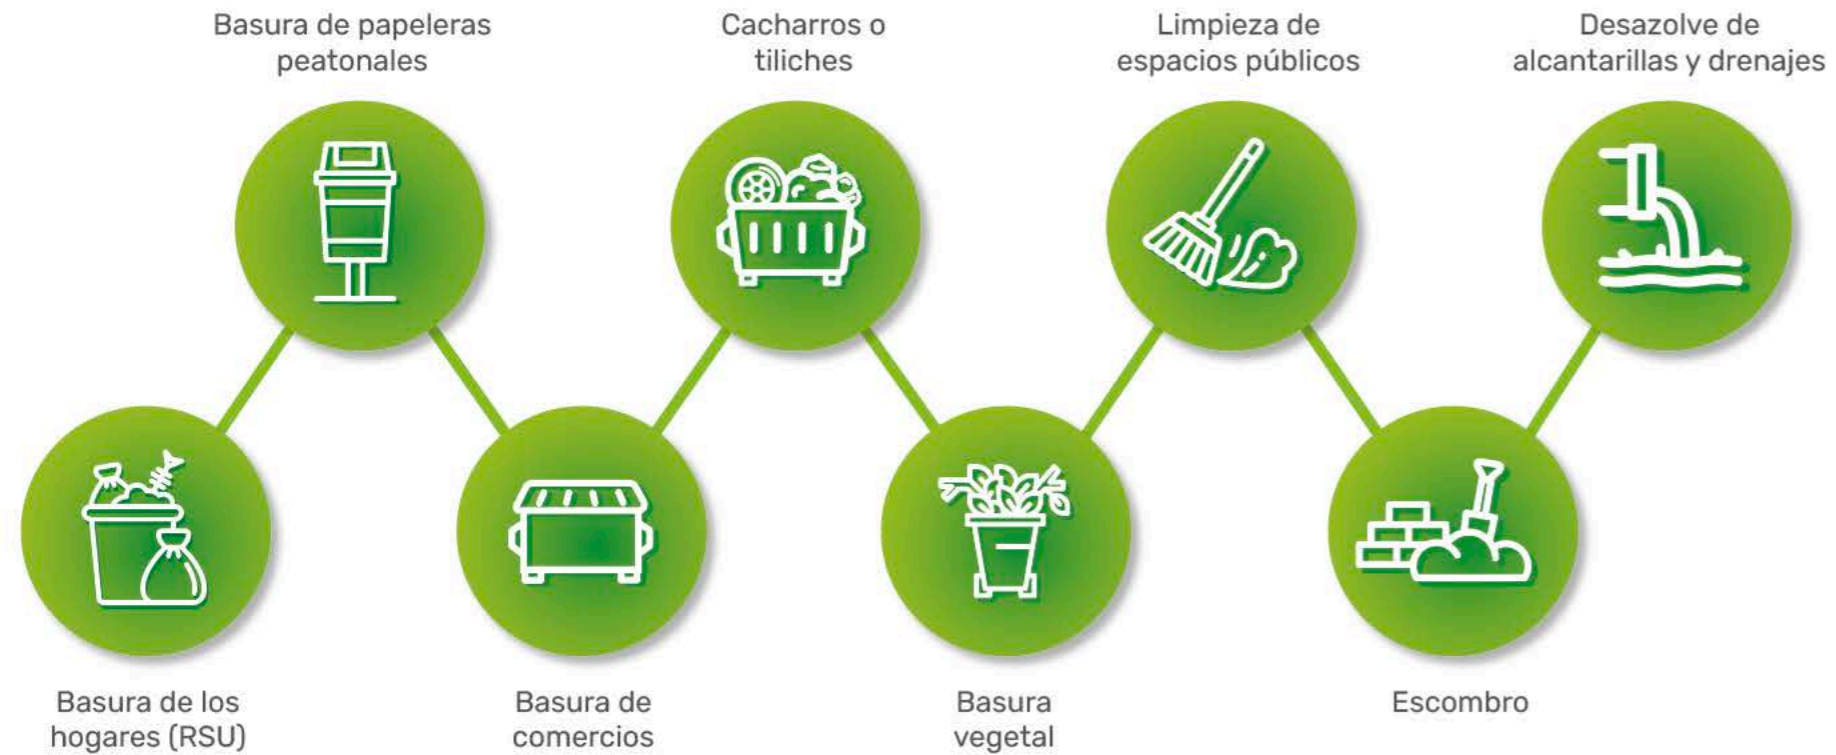 Basura de papeleras
peatonales
Cacharros o
tiliches
Limpieza de
espacios públicos
Desazolve de
alcantarillas y drenajes
Basura de los
hogares (RSU)
Basura de
comercios
Basura
vegetal
Escombro